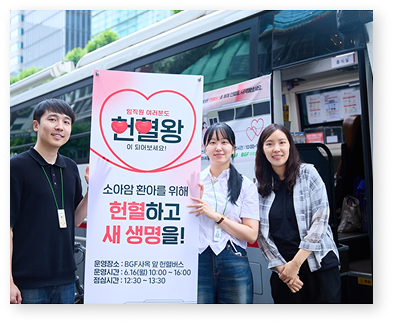 임직원 여러분도
헌혈왕
이 되어보세요!
소아암 환아를 위해
헌혈하고
새 생명을!
운영장소 : BGF사옥 앞 헌혈버스
운영시간 : 6.16(월) 10:00 ~ 16:00
점심시간 : 12:30 ~ 13:30